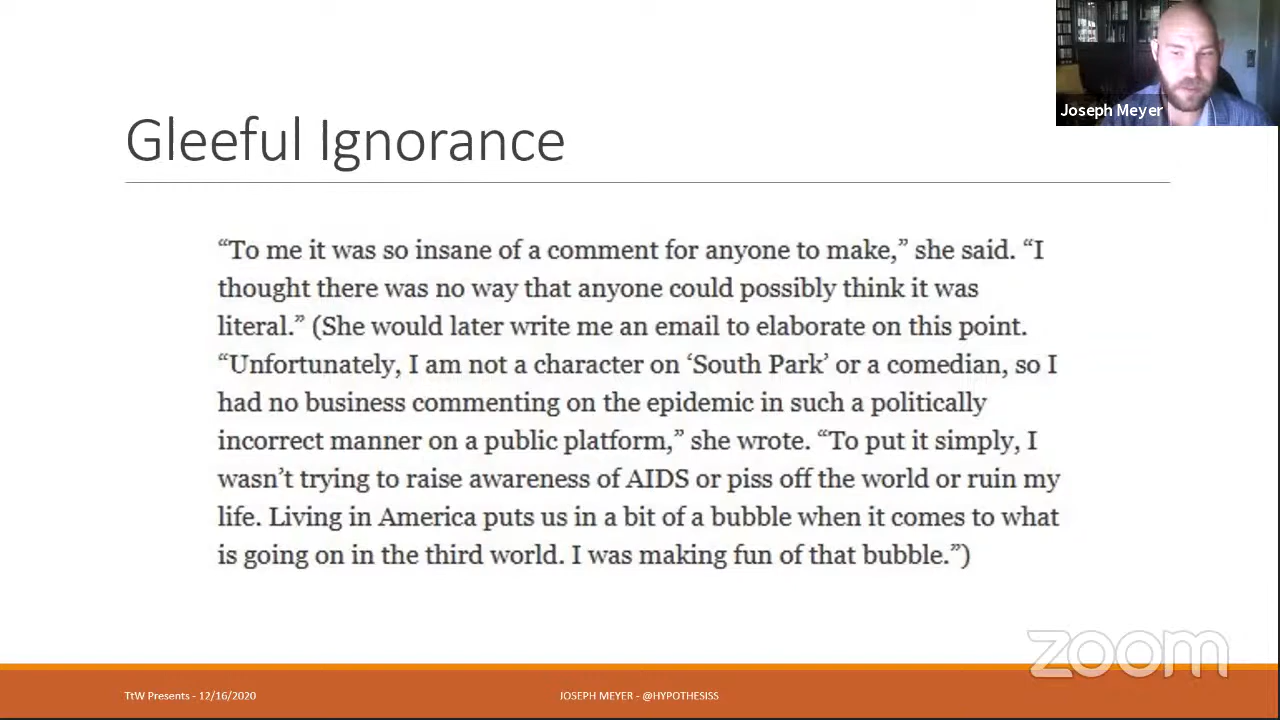 Joseph Meyer
Gleeful Ignorance
“To me it was so insane of a comment for anyone to make,” she said. “I
thought there was no way that anyone could possibly think it was
literal.” (She would later write me an email to elaborate on this point.
“Unfortunately, I am not a character on ‘South Park’ or a comedian, so I
had no business commenting on the epidemic in such a politically
incorrect manner on a public platform,” she wrote. “To put it simply, I
wasn’t trying to raise awareness of AIDS or piss off the world or ruin my
life. Living in America puts us in a bit of a bubble when it comes to what
is going on in the third world. I was making fun of that bubble.”)
zoom
TtW Presents - 12/16/2020
JOSEPH MEYER - @HYPOTHESISS